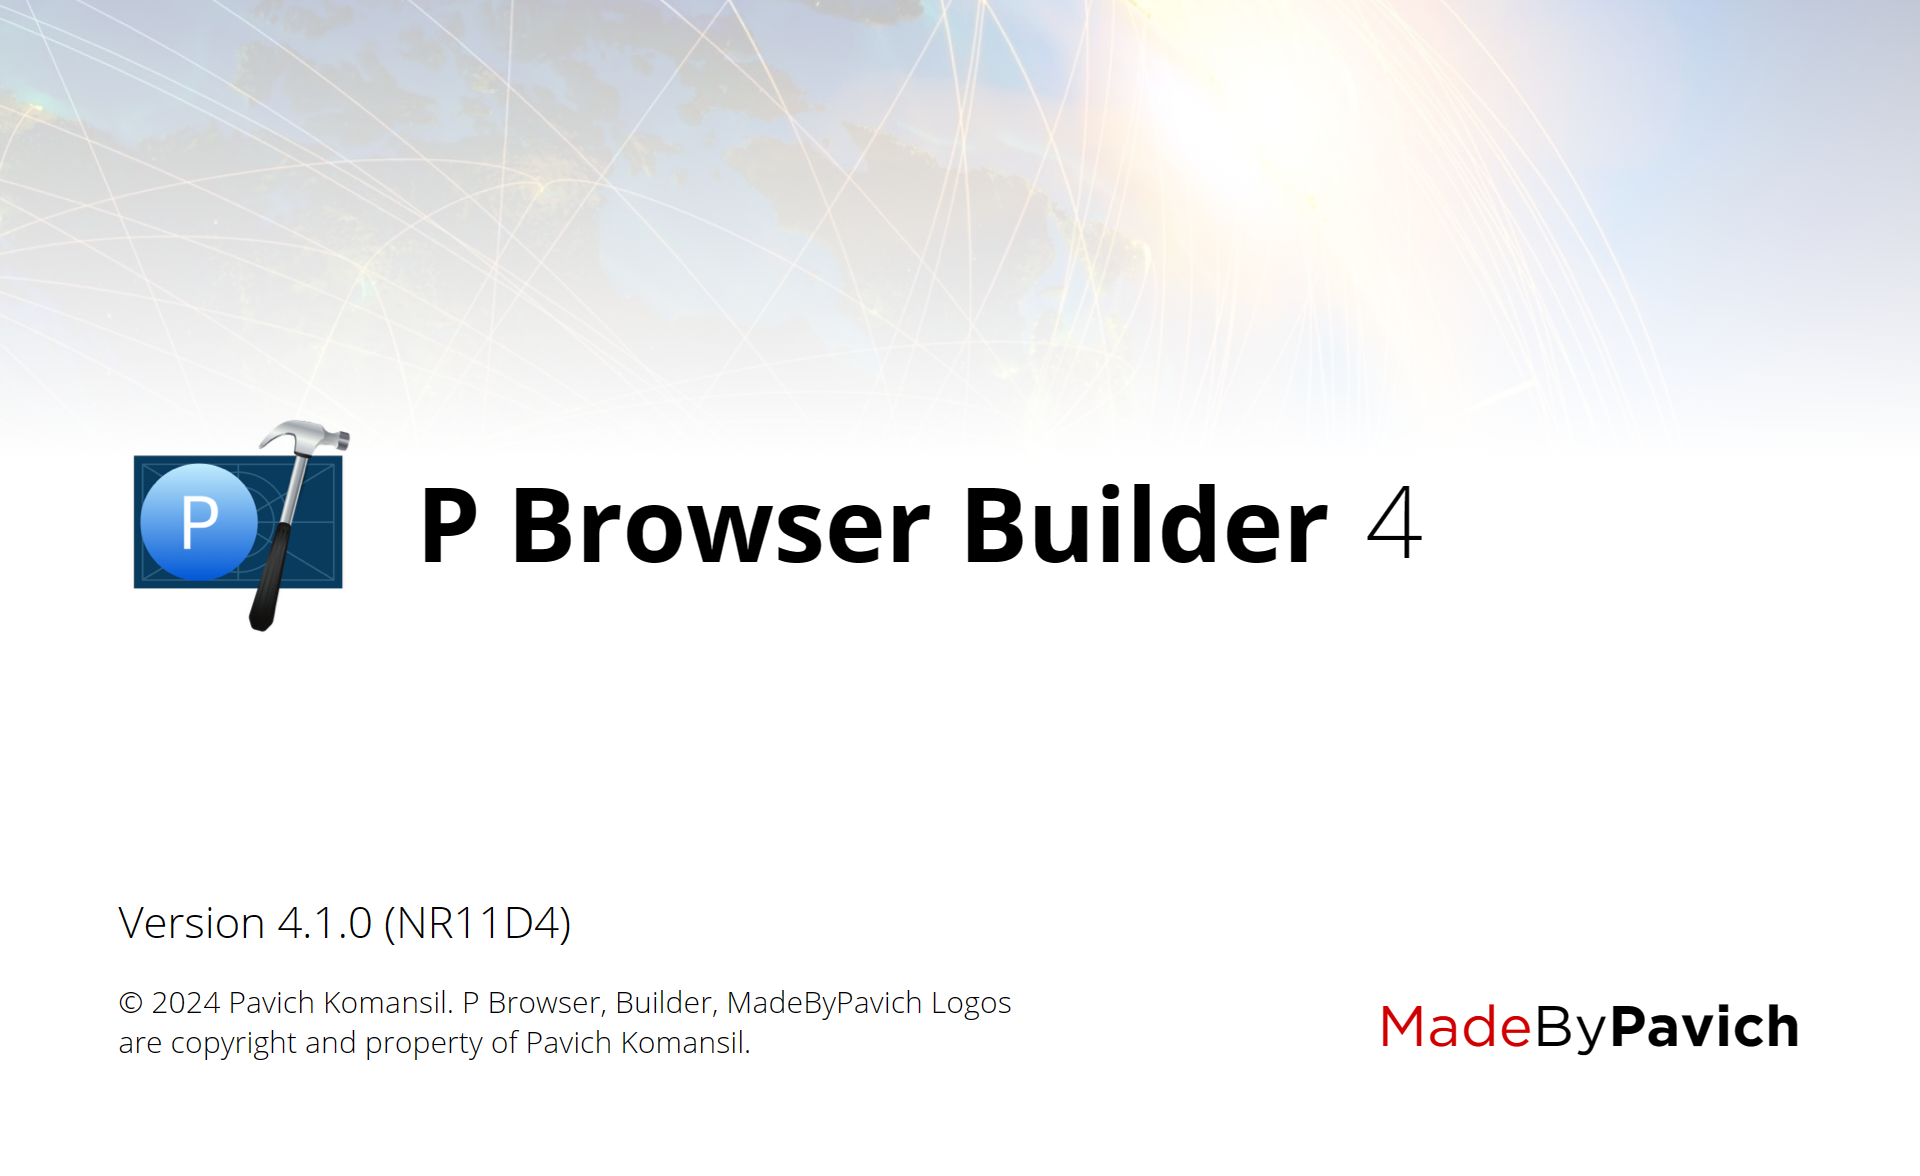 P
P Browser Builder 4
Version 4.1.0 (NR11D4)
© 2024 Pavich Komansil. P Browser, Builder, MadeByPavich Logos
are copyright and property of Pavich Komansil.
MadeByPavich